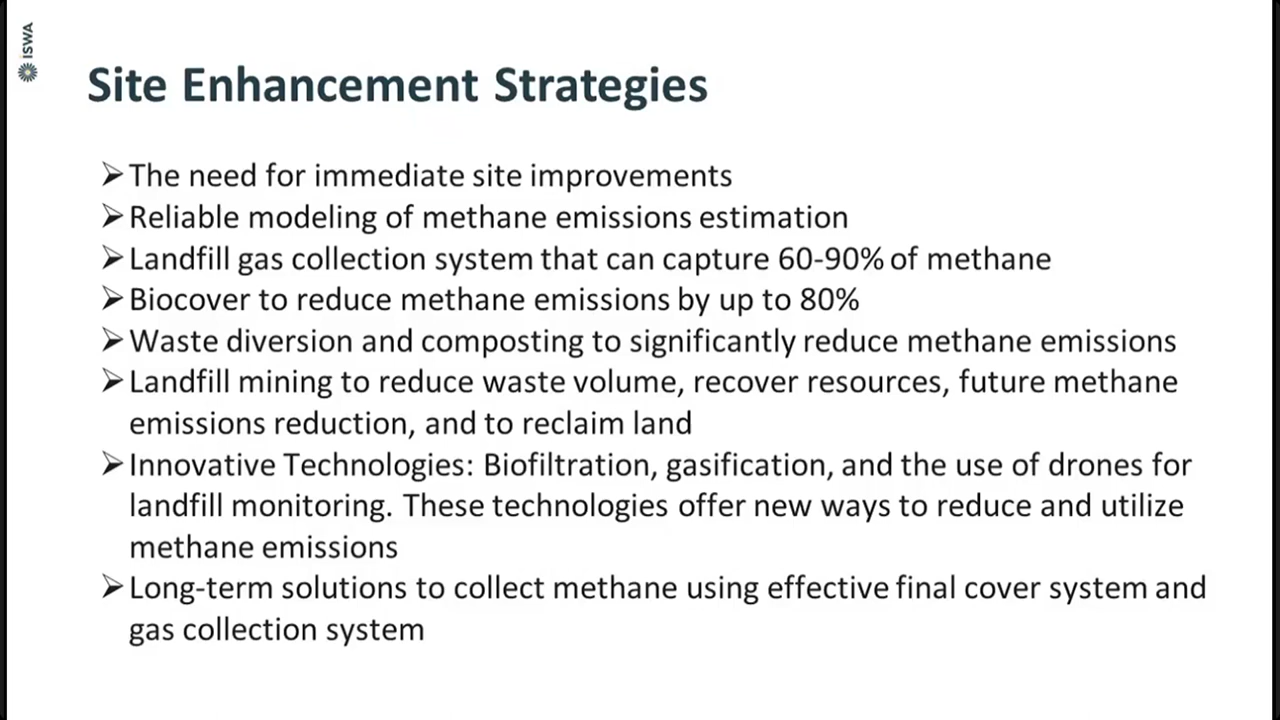 ISWA
Site Enhancement Strategies
➢The need for immediate site improvements
➢Reliable modeling of methane emissions estimation
➢Landfill gas collection system that can capture 60-90% of methane
➢Biocover to reduce methane emissions by up to 80%
➢Waste diversion and composting to significantly reduce methane emissions
➢Landfill mining to reduce waste volume, recover resources, future methane
emissions reduction, and to reclaim land
➢Innovative Technologies: Biofiltration, gasification, and the use of drones for
landfill monitoring. These technologies offer new ways to reduce and utilize
methane emissions
➢Long-term solutions to collect methane using effective final cover system and
gas collection system